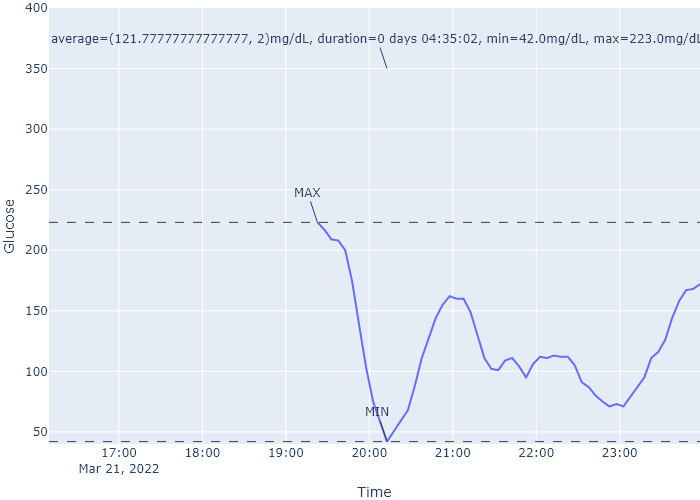 400
average=(121.77777777777777, 2)mg/dL, duration=0 days 04:35:02, min=42.0mg/dL, max=223.0mg/dL
350
300
250
MAX
Glucose
200
150
100
MIN
50
17:00 18:00 19:00 20:00 21:00 22:00 23:00
Mar 21, 2022
Time